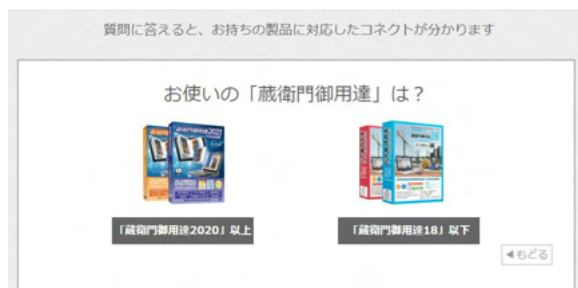 質問に答えると、お持ちの製品に対応したコネクトが分かります
お使いの「蔵衛門御用達」は？
「蔵衛門御用達2020」以上
「蔵衛門御用達18」以下
◀もどる